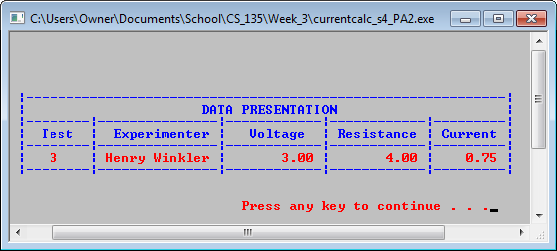 C:\Users\Owner\Documents\School\CS_135\Week_3\currentcalc_s4_PA2.exe
DATA PRESENTATION
Test Experimenter Voltage Resistance Current
3 Henry Winkler 3.00 4.00 0.75
Press any key to continue . . .